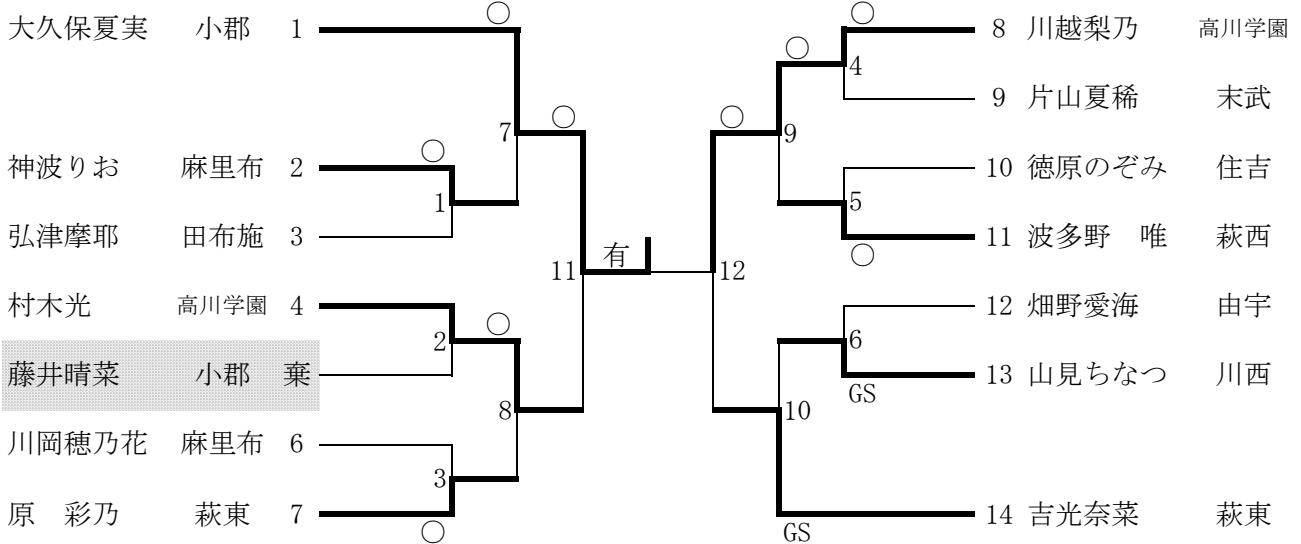 ○ ○
大久保夏実 小郡 1 8 川越梨乃 高川学園
○ 4
9 片山夏稀 末武
○ ○
7 9
○
神波りお 麻里布 2 10 徳原のぞみ 住吉
1 5
弘津摩耶 田布施 3 11 波多野 唯 萩西
有 ○
11 12
村木光 高川学園 4 12 畑野愛海 由宇
○
2 6
藤井晴菜 小郡 棄 13 山見ちなつ 川西
GS
8 10
川岡穂乃花 麻里布 6
3
原 彩乃 萩東 7 14 吉光奈菜 萩東
○ GS